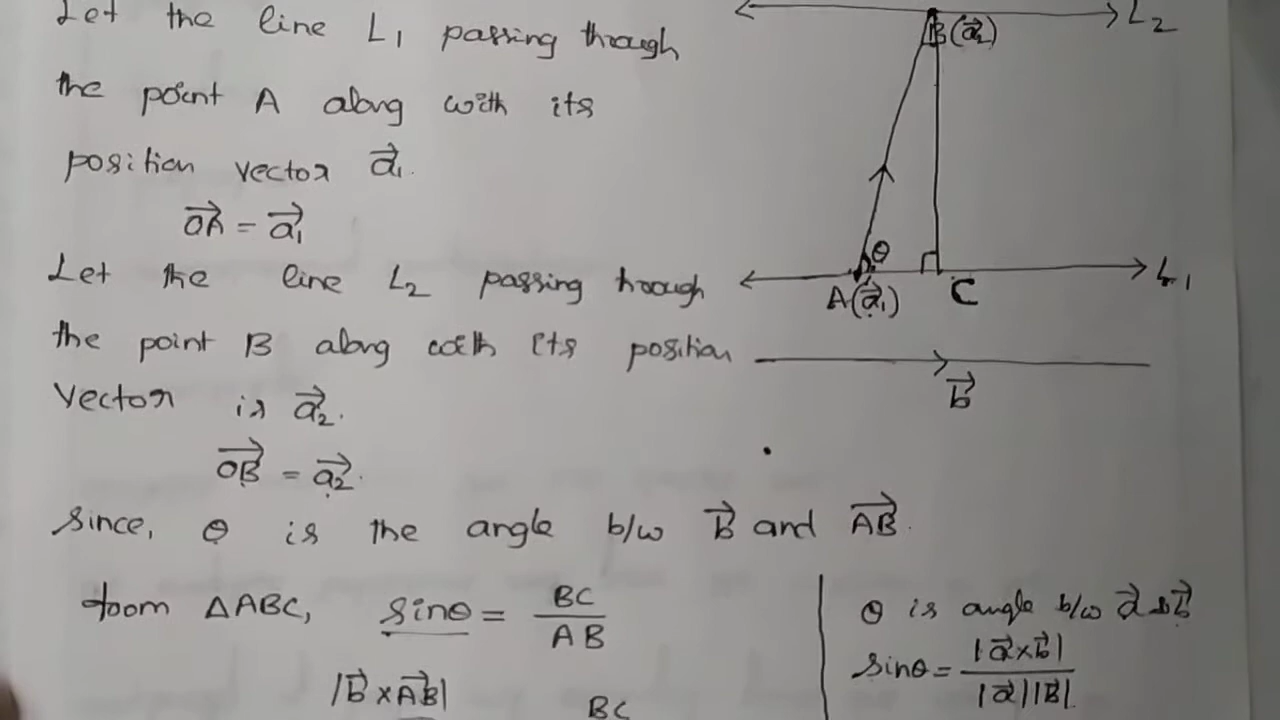 Let the line L₁ passing through
the point A along with its
position vector a⃗₁.
OA⃗ = a⃗₁
Let the line L₂ passing through
the point B along with its position
vector is a⃗₂.
OB⃗ = a⃗₂.
since, θ is the angle b/w b⃗ and AB⃗.
from ΔABC, sinθ = BC/AB
|b⃗ × AB⃗|
BC
L₂
B(a⃗₂)
θ
L₁
A(a⃗₁)
C
b⃗
θ is angle b/w a⃗ & b⃗
sinθ = |a⃗×b⃗| / |a⃗||b⃗|.